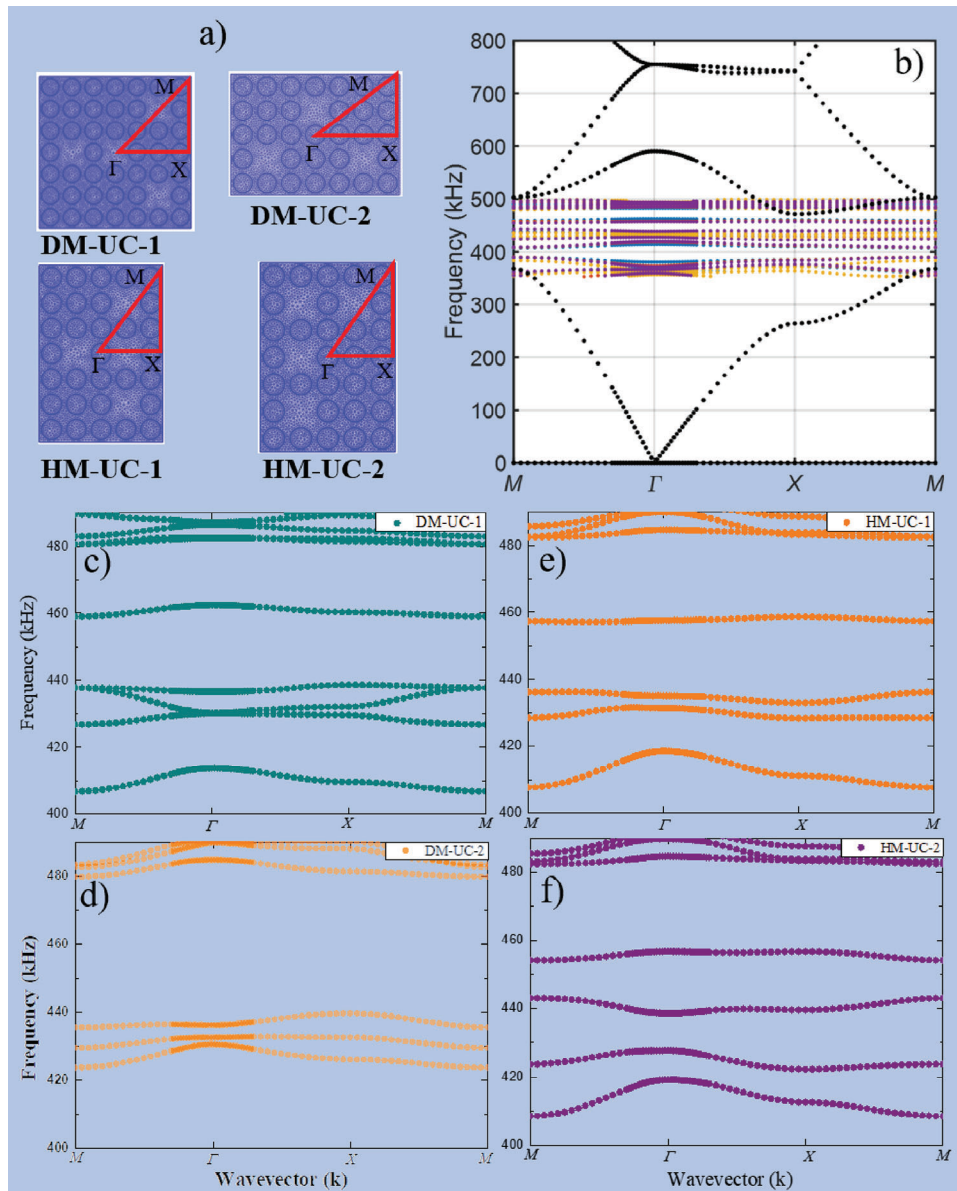 a)
M
Γ
X
DM-UC-1
M
Γ
X
DM-UC-2
M
Γ
X
HM-UC-1
M
Γ
X
HM-UC-2
b)
Frequency (kHz)
800
700
600
500
400
300
200
100
0
M Γ X M
c)
DM-UC-1
Frequency (kHz)
480
460
440
420
400
M Γ X M
e)
HM-UC-1
480
460
440
420
400
M Γ X M
d)
DM-UC-2
Frequency (kHz)
480
460
440
420
400
M Γ X M
Wavevector (k)
f)
HM-UC-2
480
460
440
420
400
M Γ X M
Wavevector (k)